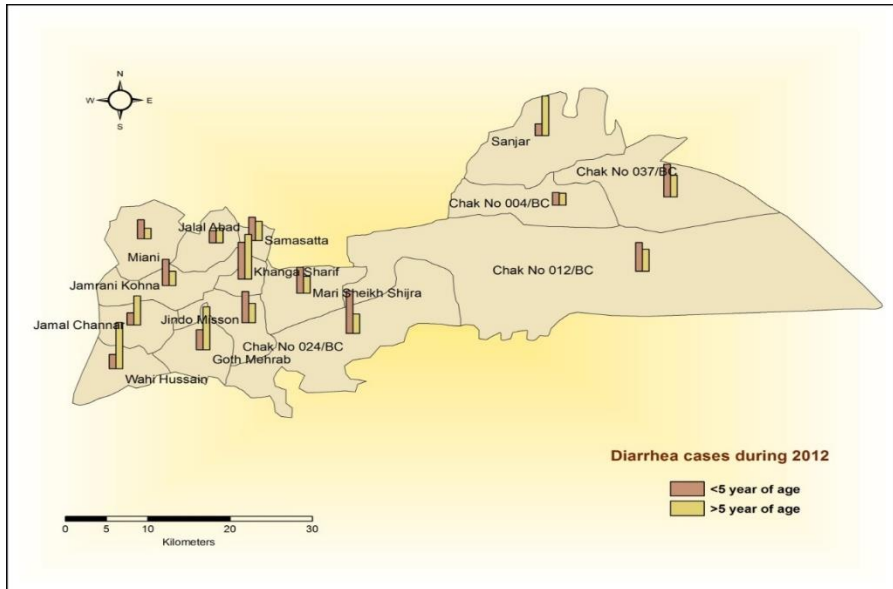 N
W E
S
Sanjar
Chak No 037/BC
Chak No 004/BC
Jalal Abad
Samasatta
Miani
Khanga Sharif
Chak No 012/BC
Jamrani Kohna
Mari Sheikh Shijra
Jamal Channar
Jindo Misson
Chak No 024/BC
Goth Mehrab
Wahi Hussain
Diarrhea cases during 2012
<5 year of age
>5 year of age
0 5 10 20 30
Kilometers